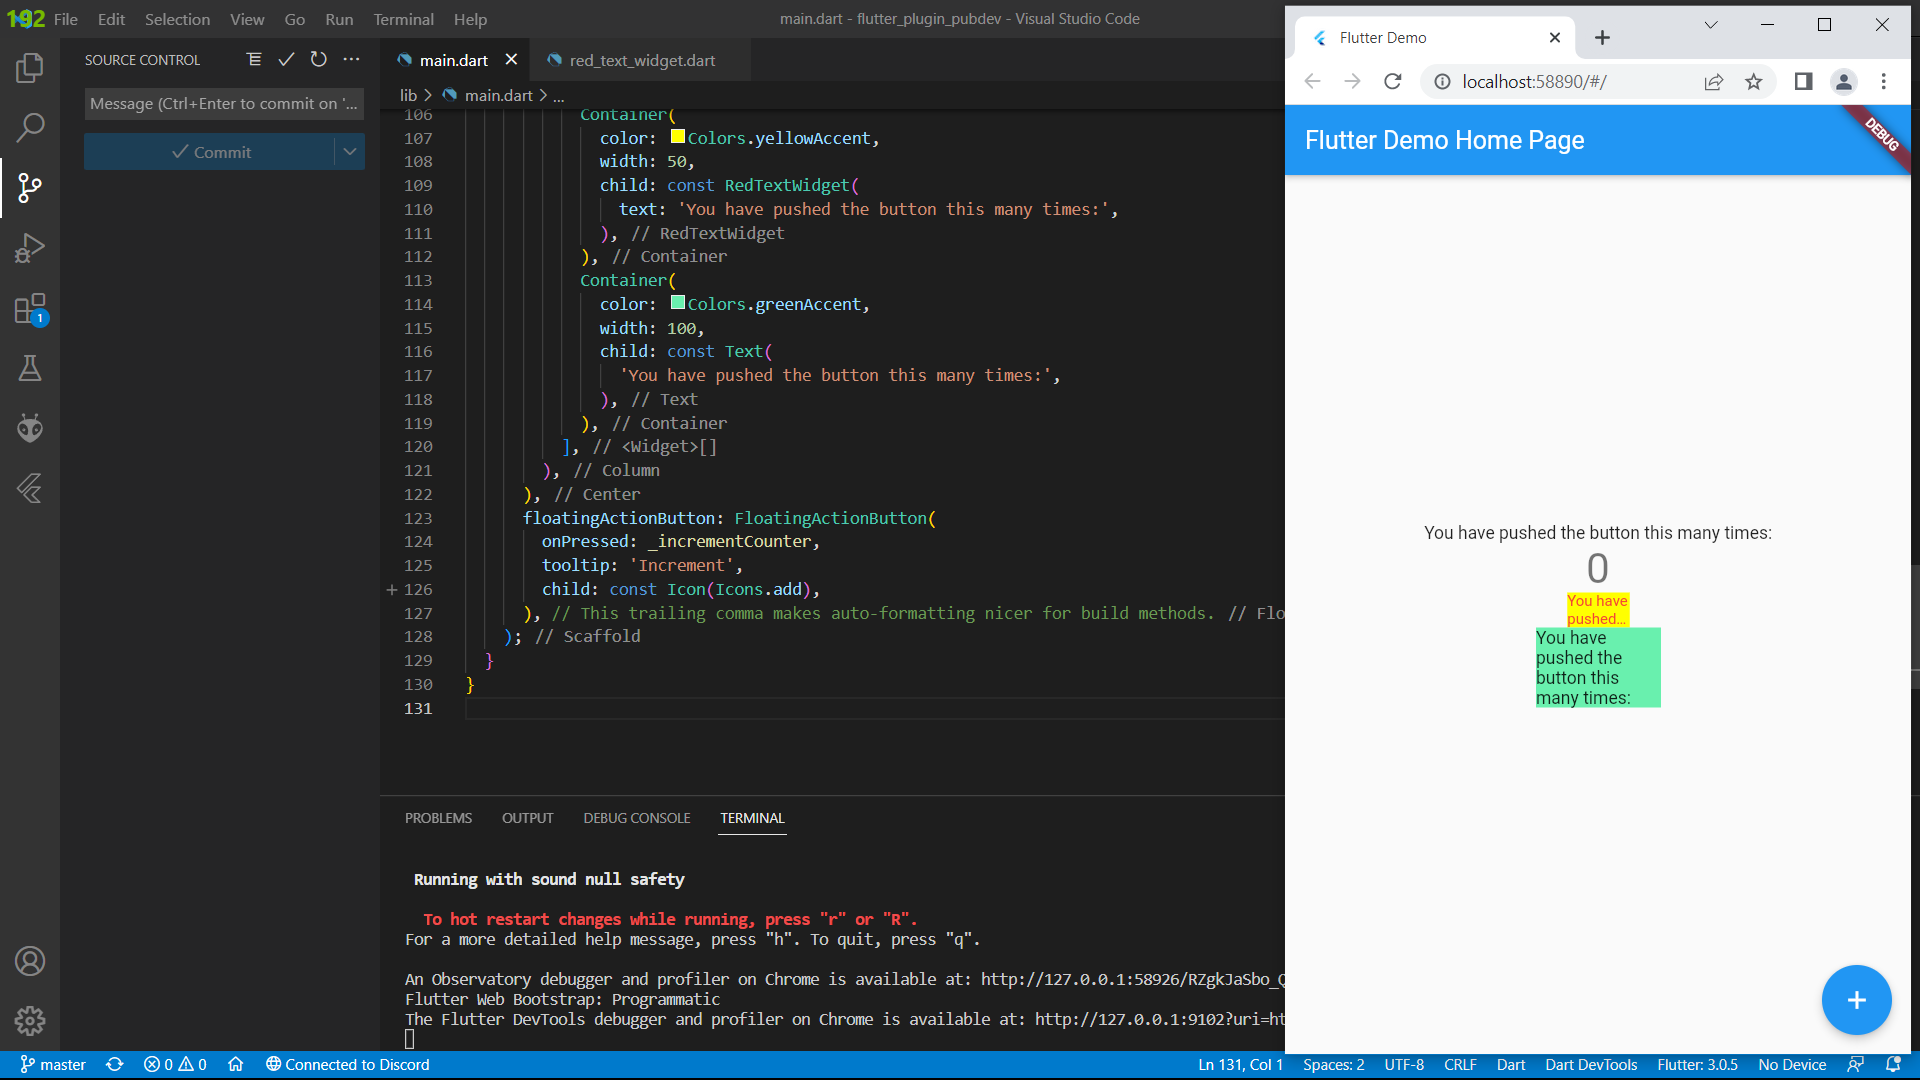 192
File Edit Selection View Go Run Terminal Help
main.dart - flutter_plugin_pubdev - Visual Studio Code
SOURCE CONTROL
Message (Ctrl+Enter to commit on '...
Commit
1
main.dart
red_text_widget.dart
lib > main.dart > ...
106 Container(
107 color: Colors.yellowAccent,
108 width: 50,
109 child: const RedTextWidget(
110 text: 'You have pushed the button this many times:',
111 ), // RedTextWidget
112 ), // Container
113 Container(
114 color: Colors.greenAccent,
115 width: 100,
116 child: const Text(
117 'You have pushed the button this many times:',
118 ), // Text
119 ), // Container
120 ], // <Widget>[]
121 ), // Column
122 ), // Center
123 floatingActionButton: FloatingActionButton(
124 onPressed: _incrementCounter,
125 tooltip: 'Increment',
126 child: const Icon(Icons.add),
127 ), // This trailing comma makes auto-formatting nicer for build methods. // Flo
128 ); // Scaffold
129 }
130 }
131
PROBLEMS OUTPUT DEBUG CONSOLE TERMINAL
Running with sound null safety
To hot restart changes while running, press "r" or "R".
For a more detailed help message, press "h". To quit, press "q".
An Observatory debugger and profiler on Chrome is available at: http://127.0.0.1:58926/RZgkJaSbo_Q
Flutter Web Bootstrap: Programmatic
The Flutter DevTools debugger and profiler on Chrome is available at: http://127.0.0.1:9102?uri=ht
master 0 0 Connected to Discord
Ln 131, Col 1 Spaces: 2 UTF-8 CRLF Dart Dart DevTools Flutter: 3.0.5 No Device
Flutter Demo
localhost:58890/#/
Flutter Demo Home Page
DEBUG
You have pushed the button this many times:
0
You have
pushed...
You have
pushed the
button this
many times:
+